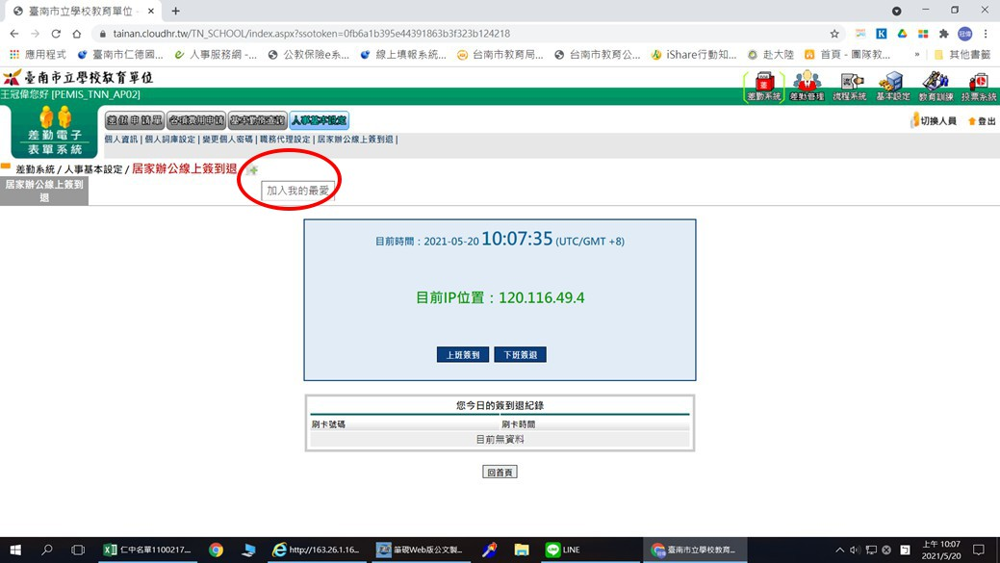 臺南市立學校教育單位
tainan.cloudhr.tw/TN_SCHOOL/index.aspx?ssotoken=0fb6a1b395e44391863b3f323b124218
應用程式 臺南市仁德國... 人事服務網 -... 公教保險e系... 線上填報系統... 台南市教育局... 台南市教育公... iShare行動知... 赴大陸 首頁 - 團隊教... » 其他書籤
臺南市立學校教育單位
王冠偉您好 [PEMIS_TNN_AP02]
差勤系統 差勤管理 流程系統 基本設定 教育訓練 投票系統
差勤電子
表單系統
差假申請單 各項費用申請 基本數據查詢 人事基本設定
切換人員 登出
個人資訊 | 個人詞庫設定 | 變更個人密碼 | 職務代理設定 | 居家辦公線上簽到退 |
差勤系統 / 人事基本設定 / 居家辦公線上簽到退
居家辦公線上簽到
退
加入我的最愛
目前時間：2021-05-20 10:07:35 (UTC/GMT +8)
目前IP位置：120.116.49.4
上班簽到 下班簽退
您今日的簽到退紀錄
刷卡號碼 刷卡時間
目前無資料
回首頁
仁中名單1100217... http://163.26.1.16... 筆硯Web版公文製... LINE 臺南市立學校教育...
上午 10:07
2021/5/20